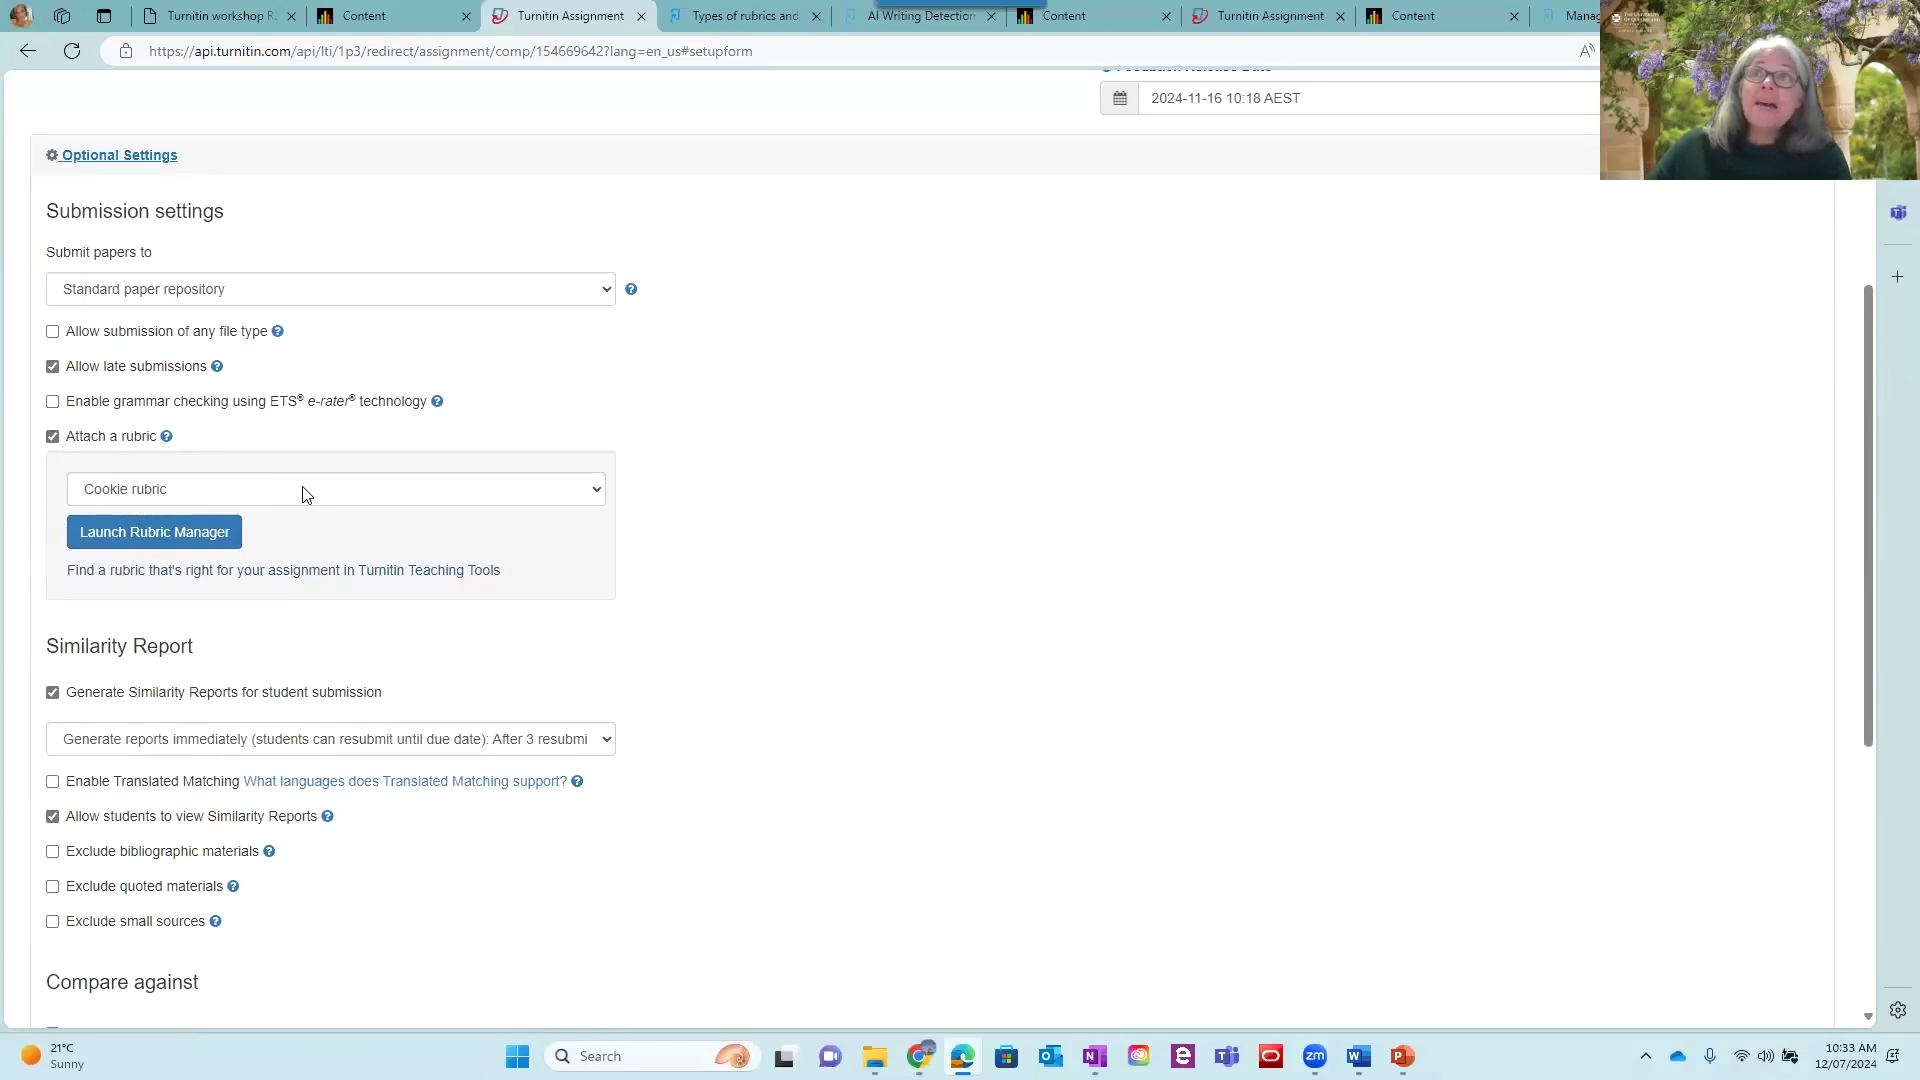 Turnitin workshop R
Content
Turnitin Assignment
Types of rubrics and
AI Writing Detection
Content
Turnitin Assignment
Content
Manag
https://api.turnitin.com/api/lti/1p3/redirect/assignment/comp/154669642?lang=en_us#setupform
2024-11-16 10:18 AEST
Optional Settings
Submission settings
Submit papers to
Standard paper repository
Allow submission of any file type
Allow late submissions
Enable grammar checking using ETS® e-rater® technology
Attach a rubric
Cookie rubric
Launch Rubric Manager
Find a rubric that's right for your assignment in Turnitin Teaching Tools
Similarity Report
Generate Similarity Reports for student submission
Generate reports immediately (students can resubmit until due date): After 3 resubmi
Enable Translated Matching What languages does Translated Matching support?
Allow students to view Similarity Reports
Exclude bibliographic materials
Exclude quoted materials
Exclude small sources
Compare against
21°C
Sunny
Search
10:33 AM
12/07/2024